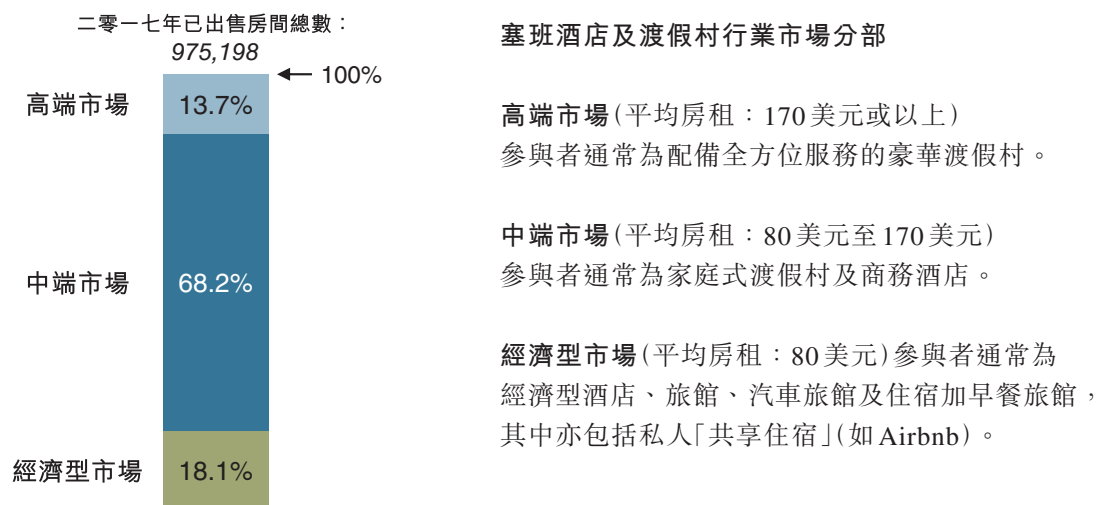 二零一七年已出售房間總數：
975,198
100%
高端市場
13.7%
中端市場
68.2%
經濟型市場
18.1%
塞班酒店及渡假村行業市場分部
高端市場(平均房租：170美元或以上)
參與者通常為配備全方位服務的豪華渡假村。
中端市場(平均房租：80美元至170美元)
參與者通常為家庭式渡假村及商務酒店。
經濟型市場(平均房租：80美元)參與者通常為
經濟型酒店、旅館、汽車旅館及住宿加早餐旅館，
其中亦包括私人「共享住宿」(如Airbnb)。